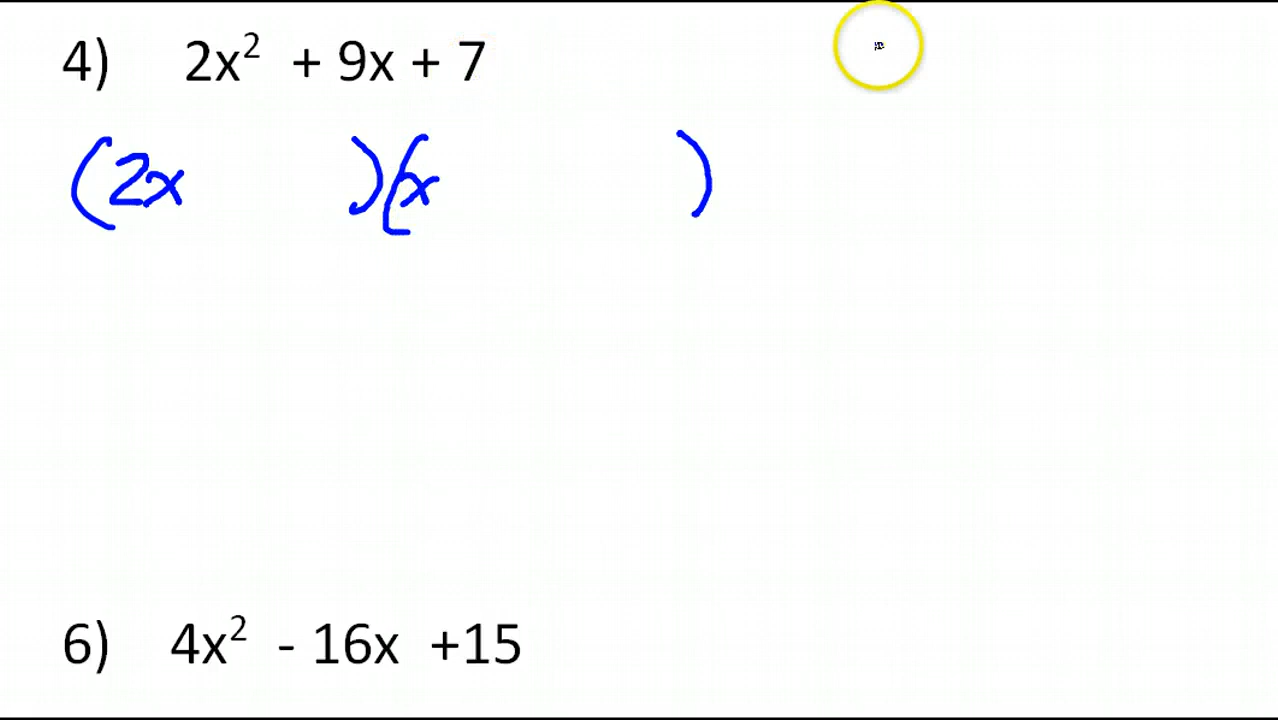 4) 2x² + 9x + 7
(2x )(x )
6) 4x² - 16x +15